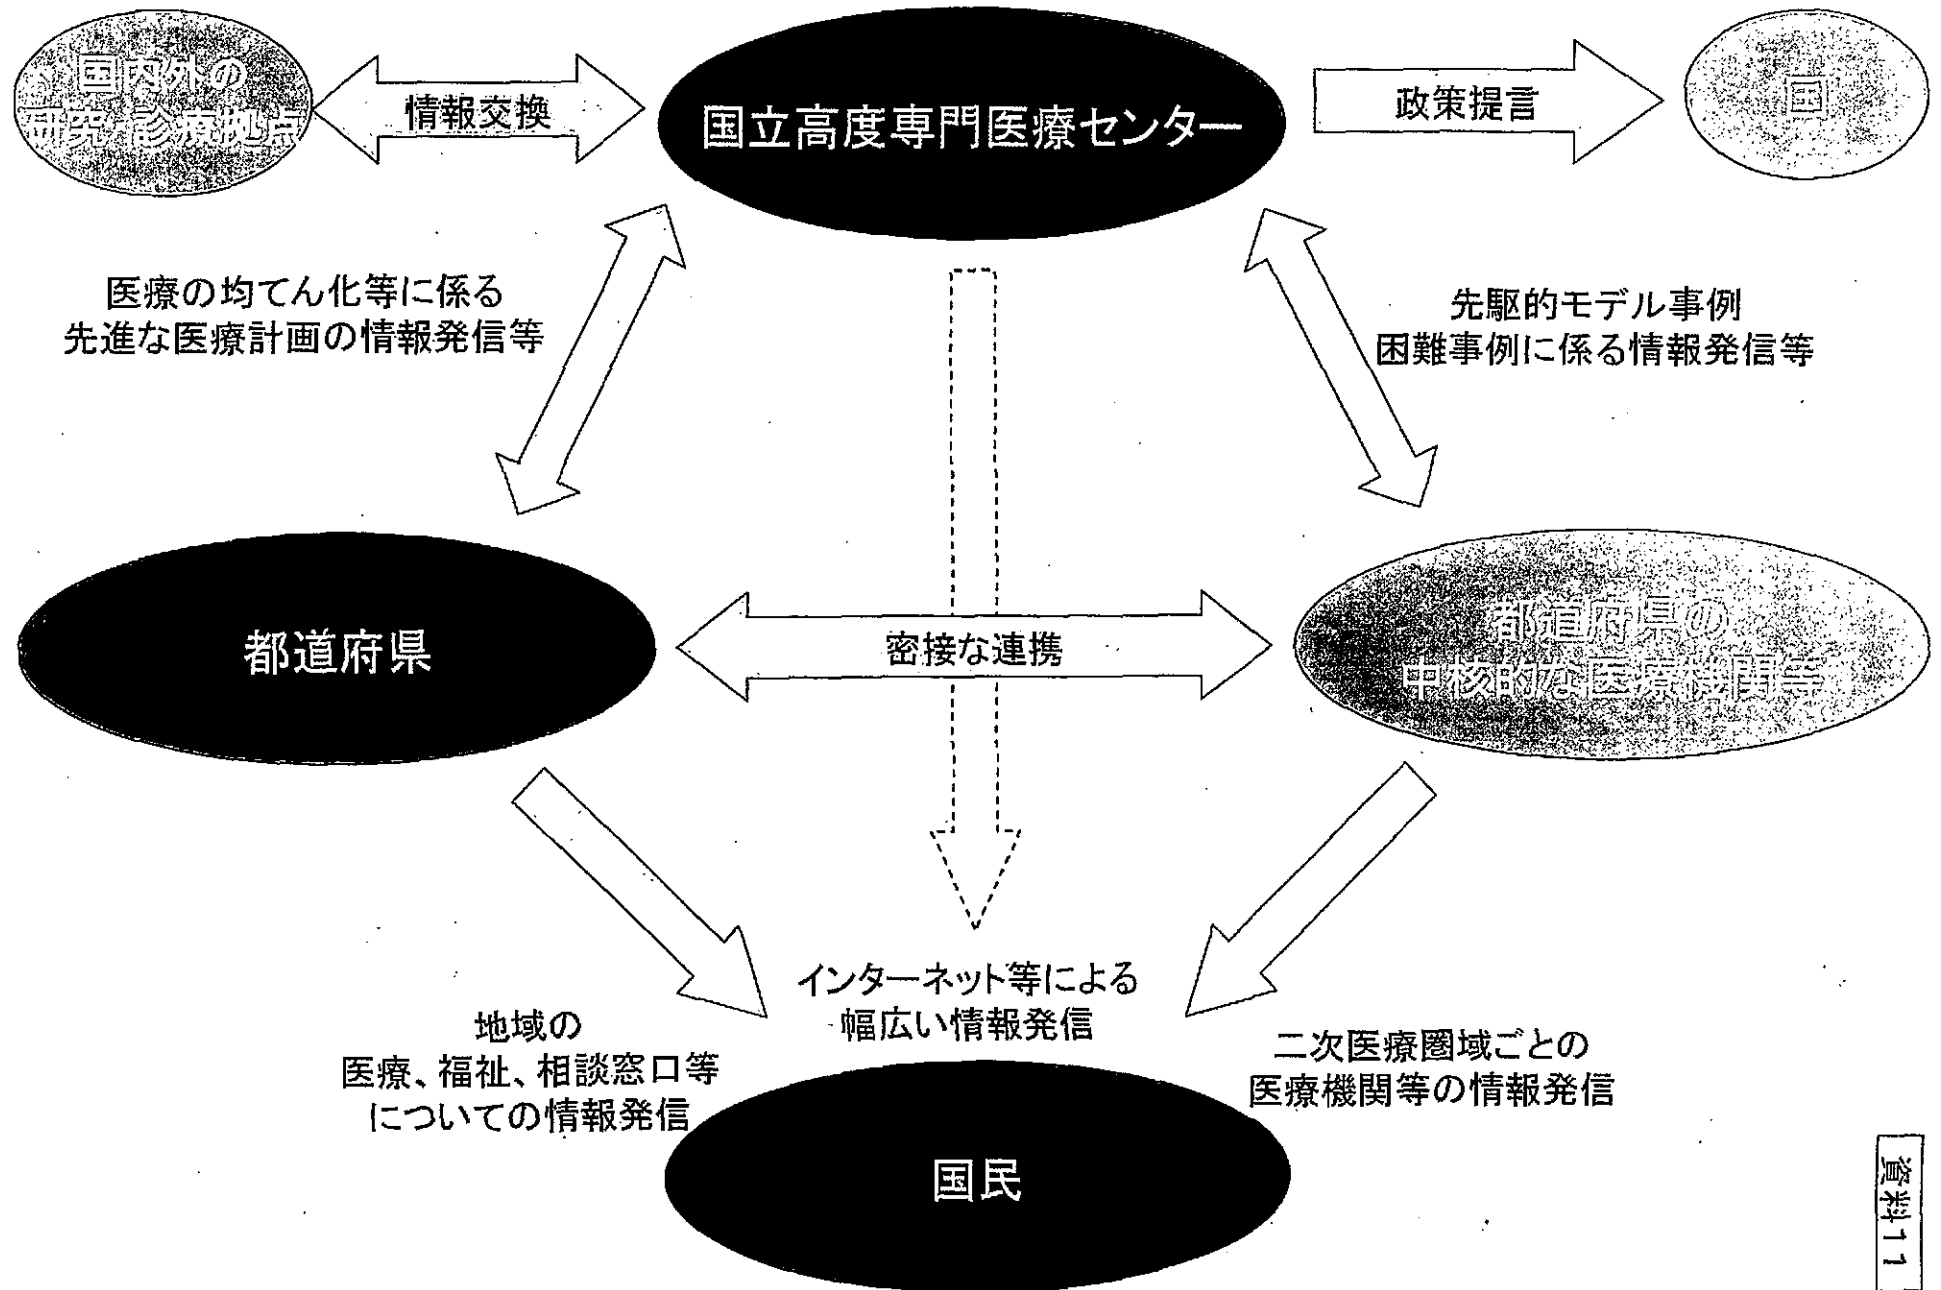 国内外の
研究・診療拠点
情報交換
国立高度専門医療センター
政策提言
国
医療の均てん化等に係る
先進な医療計画の情報発信等
先駆的モデル事例
困難事例に係る情報発信等
都道府県
密接な連携
都道府県の
中核的な医療機関等
インターネット等による
幅広い情報発信
地域の
医療、福祉、相談窓口等
についての情報発信
二次医療圏域ごとの
医療機関等の情報発信
国民
資料11